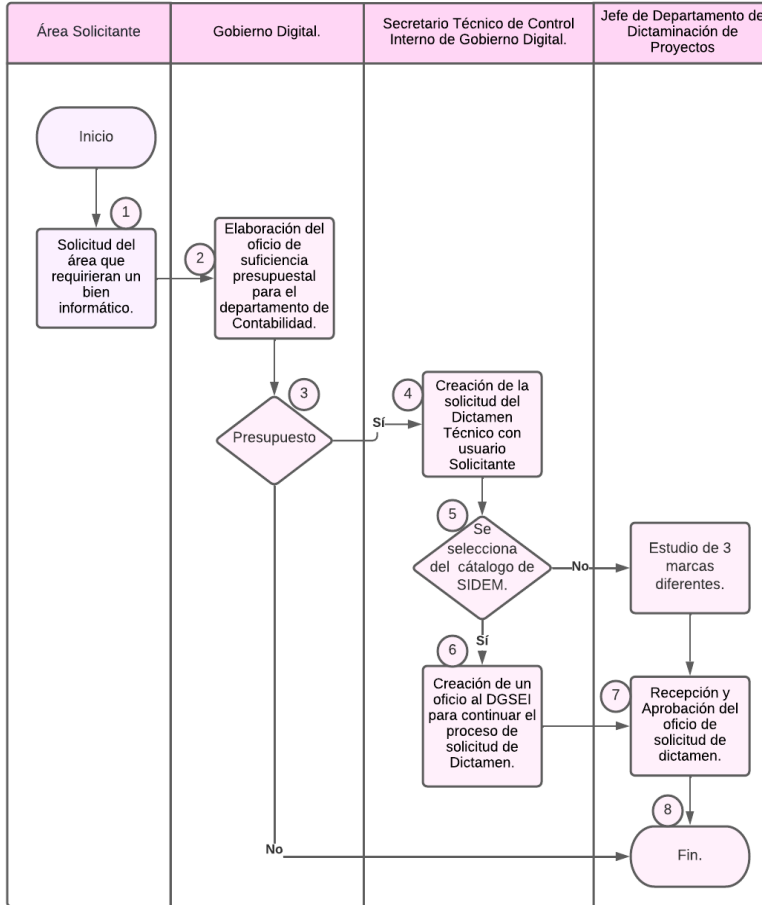 Área Solicitante
Gobierno Digital.
Secretario Técnico de Control
Interno de Gobierno Digital.
Jefe de Departamento de
Dictaminación de
Proyectos
Inicio
1
Solicitud del
área que
requirieran un
bien
informático.
2
Elaboración del
oficio de
suficiencia
presupuestal
para el
departamento de
Contabilidad.
3
Presupuesto
Sí
4
Creación de la
solicitud del
Dictamen
Técnico con
usuario
Solicitante
5
Se
selecciona
del cátalogo de
SIDEM.
No
Estudio de 3
marcas
diferentes.
Sí
6
Creación de un
oficio al DGSEI
para continuar el
proceso de
solicitud de
Dictamen.
7
Recepción y
Aprobación del
oficio de
solicitud de
dictamen.
8
No
Fin.